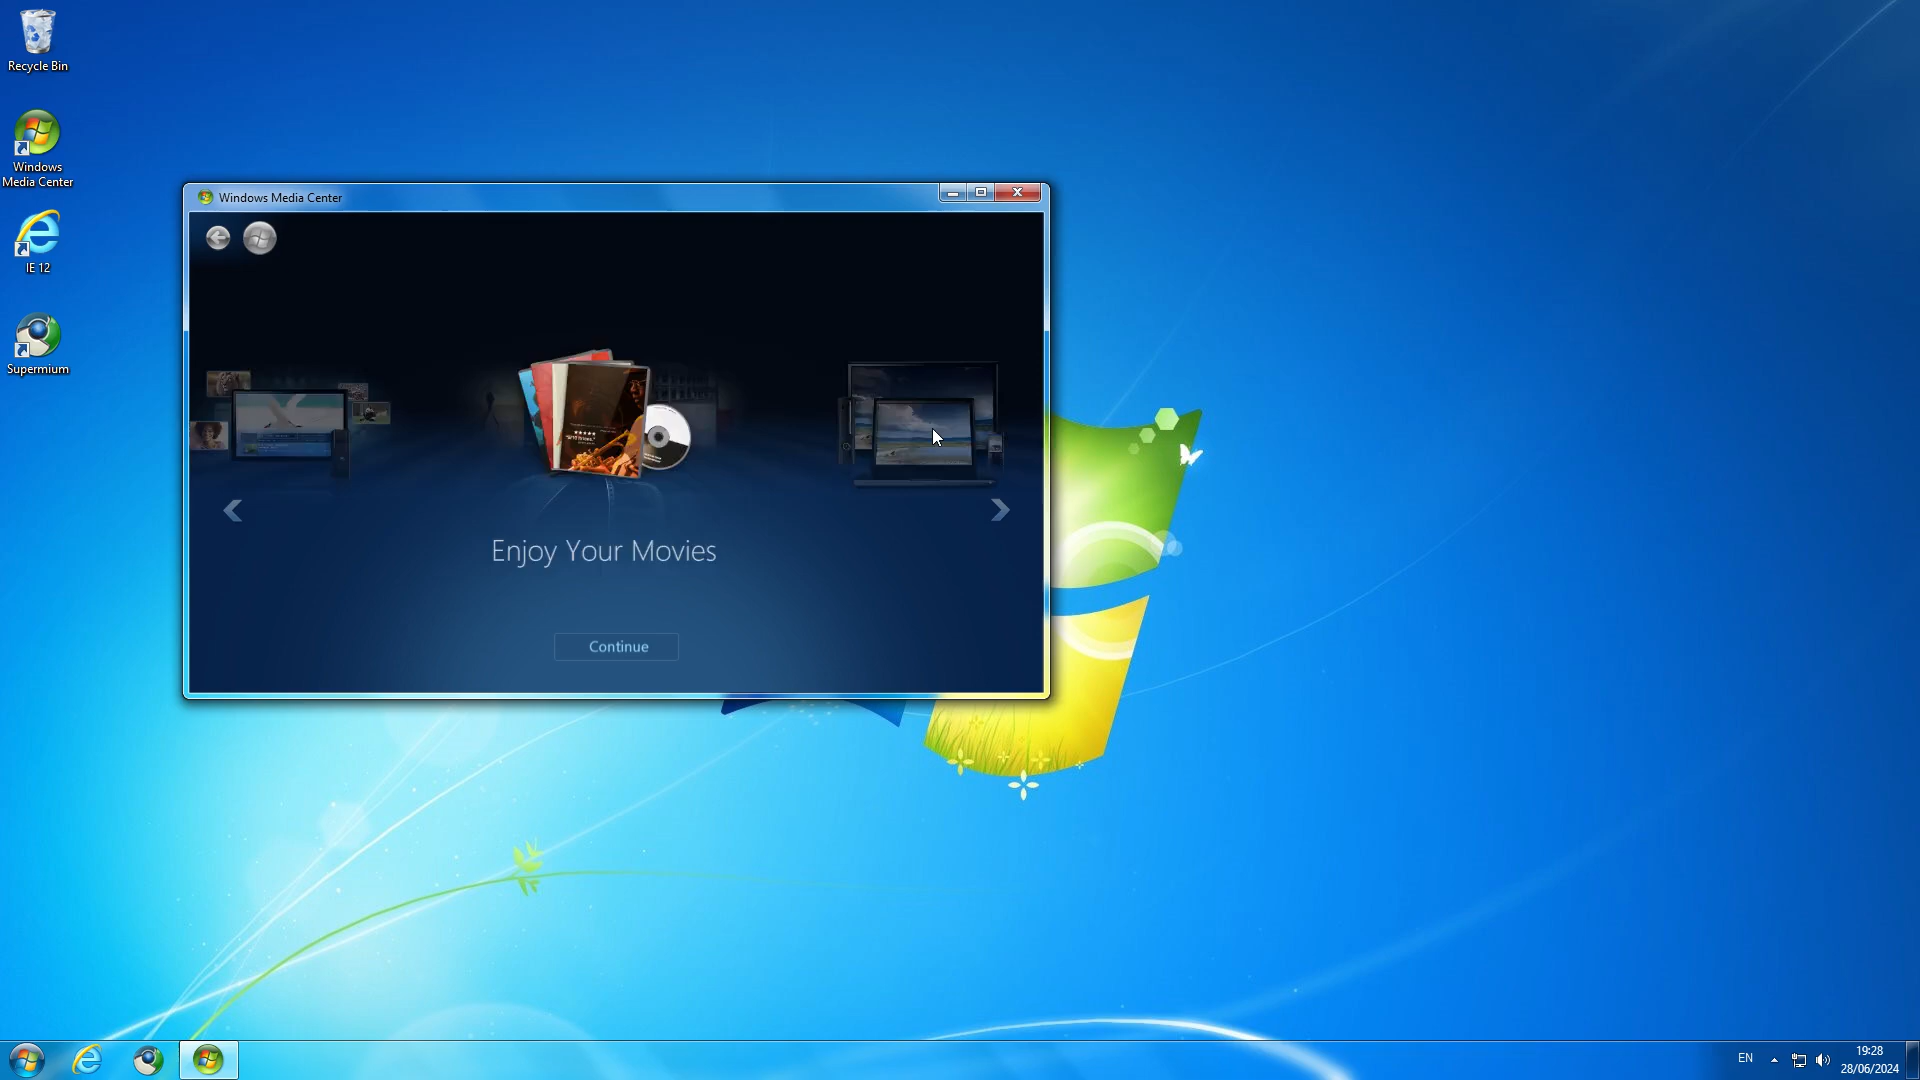 Recycle Bin
Windows
Media Center
IE 12
Supermium
Windows Media Center
Enjoy Your Movies
Continue
EN
19:28
28/06/2024